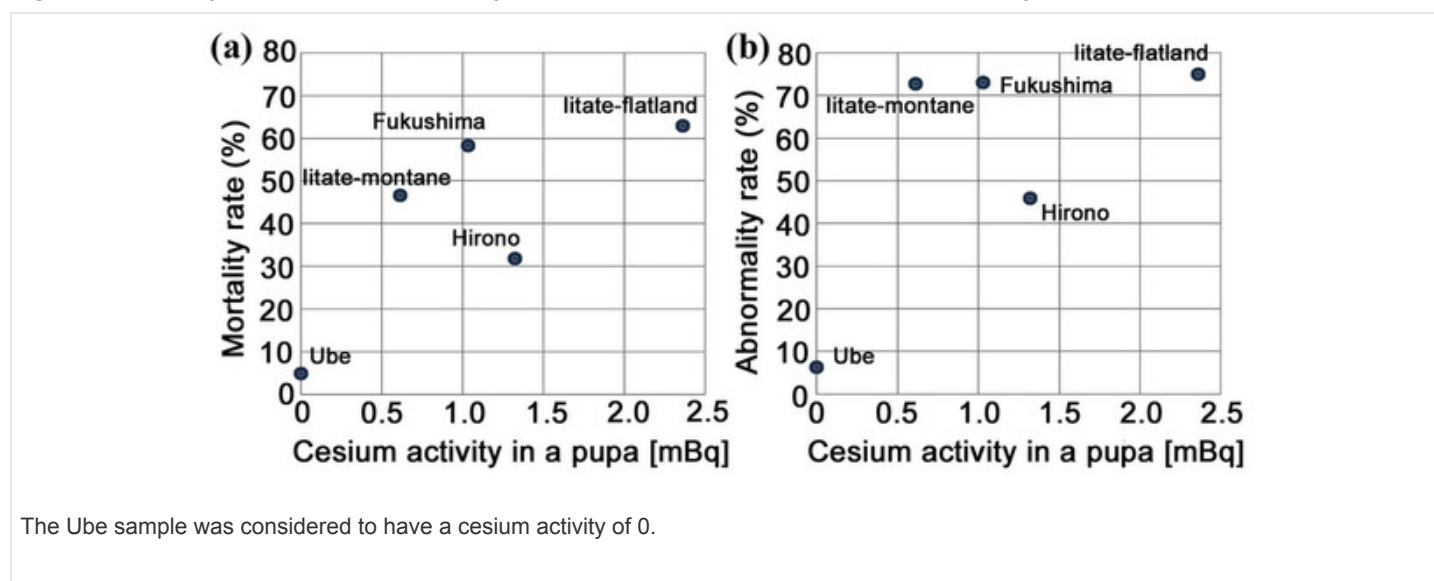 (a)
Mortality rate (%)
80
70
60
50
40
30
20
10
0
Iitate-flatland
Fukushima
Iitate-montane
Hirono
Ube
0 0.5 1.0 1.5 2.0 2.5
Cesium activity in a pupa [mBq]
(b)
Abnormality rate (%)
80
70
60
50
40
30
20
10
0
Iitate-flatland
Fukushima
Iitate-montane
Hirono
Ube
0 0.5 1.0 1.5 2.0 2.5
Cesium activity in a pupa [mBq]
The Ube sample was considered to have a cesium activity of 0.